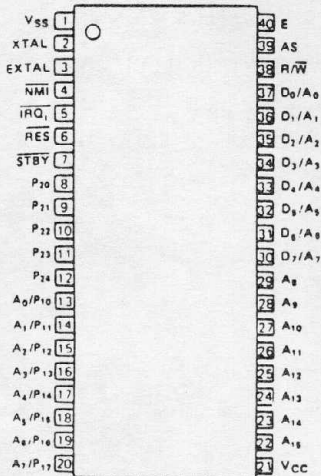 VSS 1 40 E
XTAL 2 39 AS
EXTAL 3 38 R/W̅
N̅M̅I̅ 4 37 D0/A0
I̅R̅Q̅1̅ 5 36 D1/A1
R̅E̅S̅ 6 35 D2/A2
S̅T̅B̅Y̅ 7 34 D3/A3
P20 8 33 D4/A4
P21 9 32 D5/A5
P22 10 31 D6/A6
P23 11 30 D7/A7
P24 12 29 A8
A0/P10 13 28 A9
A1/P11 14 27 A10
A2/P12 15 26 A11
A3/P13 16 25 A12
A4/P14 17 24 A13
A5/P15 18 23 A14
A6/P16 19 22 A15
A7/P17 20 21 VCC